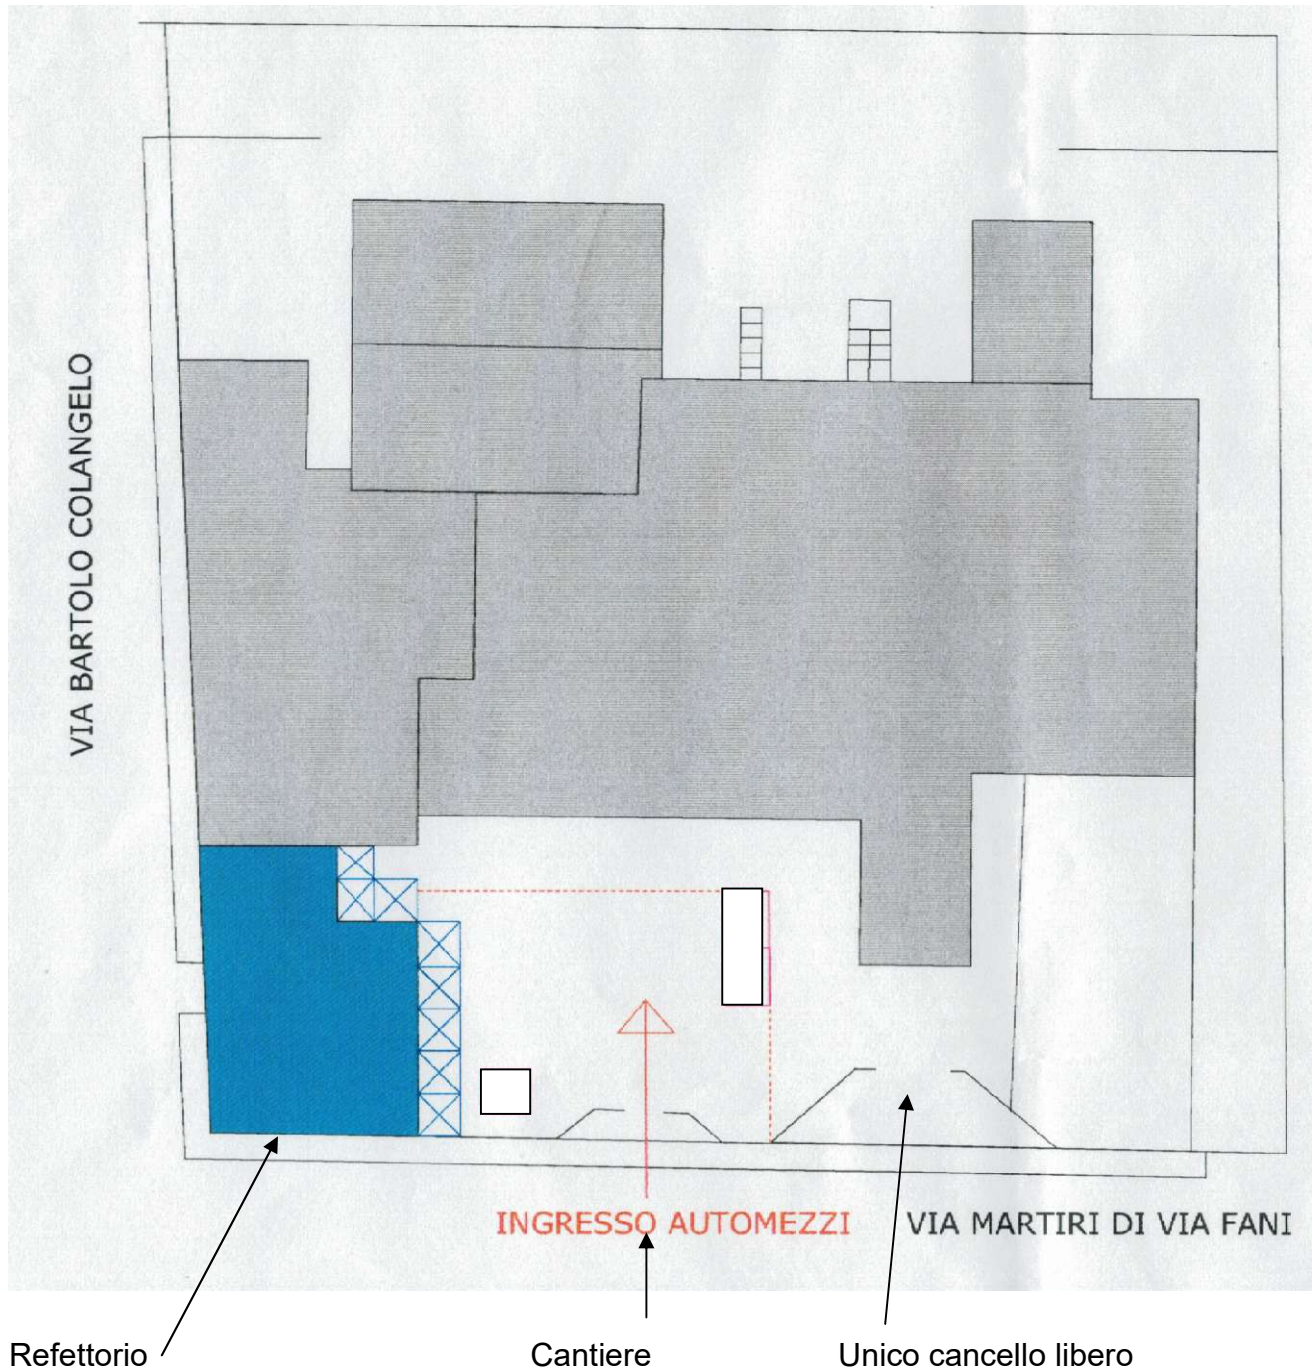 VIA BARTOLO COLANGELO
INGRESSO AUTOMEZZI
VIA MARTIRI DI VIA FANI
Refettorio
Cantiere
Unico cancello libero